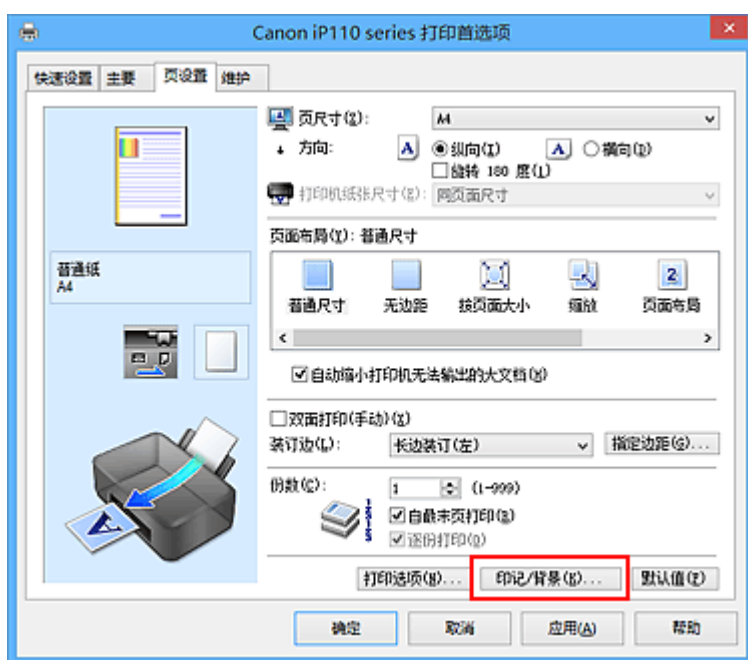 Canon iP110 series 打印首选项
快速设置 主要 页设置 维护
页尺寸(Z): A4
方向: A 纵向(I) A 横向(D)
旋转 180 度(L)
打印机纸张尺寸(E): 同页面尺寸
页面布局(Y): 普通尺寸
普通纸
A4
普通尺寸 无边距 按页面大小 缩放 页面布局
自动缩小打印机无法输出的大文档(N)
双面打印(手动)(X)
装订边(L): 长边装订(左) 指定边距(G)...
份数(C): 1 (1-999)
自最末页打印(S)
逐份打印(O)
打印选项(N)... 印记/背景(K)... 默认值(F)
确定 取消 应用(A) 帮助